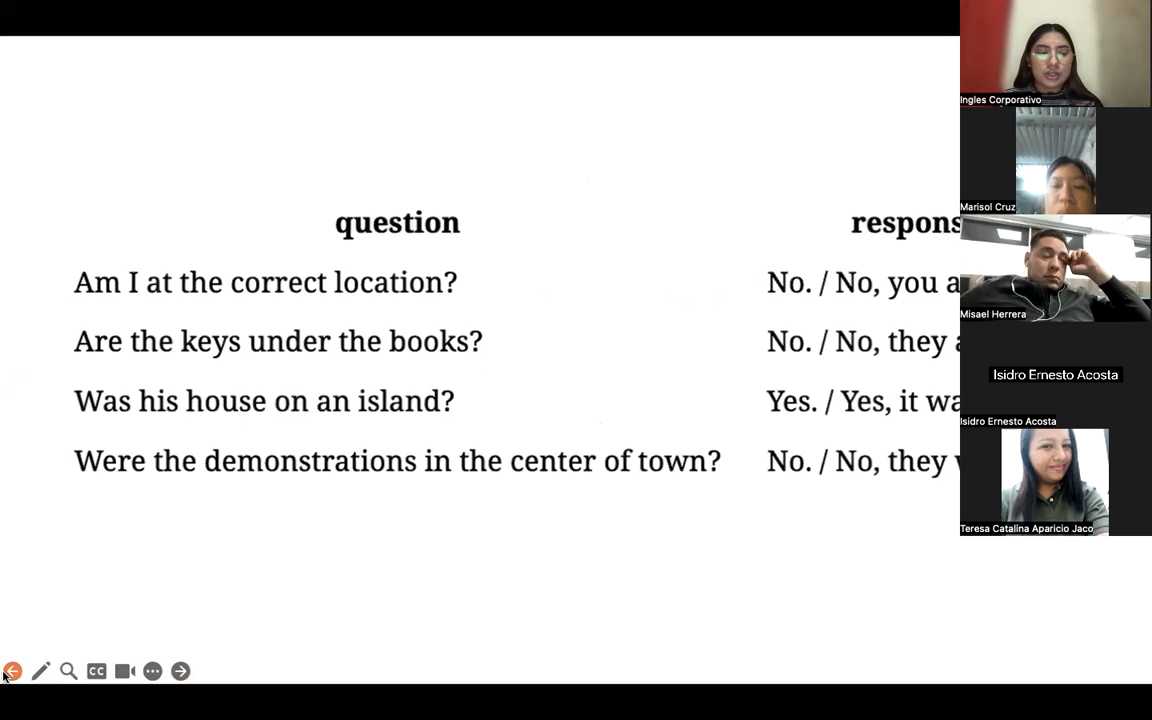 question respons
Am I at the correct location? No. / No, you a
Are the keys under the books? No. / No, they a
Was his house on an island? Yes. / Yes, it wa
Were the demonstrations in the center of town? No. / No, they
Ingles Corporativo
Marisol Cruz
Misael Herrera
Isidro Ernesto Acosta
Isidro Ernesto Acosta
Teresa Catalina Aparicio Jaco
CC